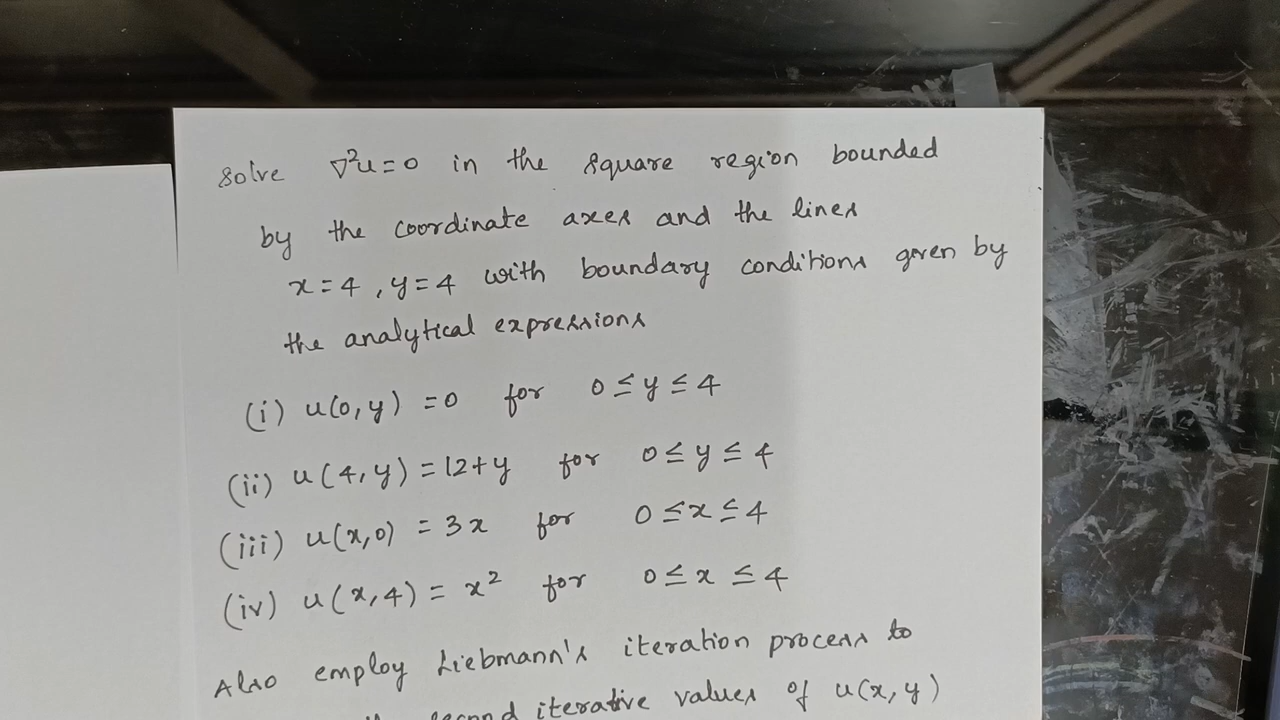 solve ∇²u=0 in the square region bounded
by the coordinate axes and the lines
x=4, y=4 with boundary conditions given by
the analytical expressions
(i) u(0,y) =0 for 0≤y≤4
(ii) u(4,y)=12+y for 0≤y≤4
(iii) u(x,0) = 3x for 0≤x≤4
(iv) u(x,4) = x² for 0≤x≤4
Also employ Liebmann's iteration process to
second iterative values of u(x,y)